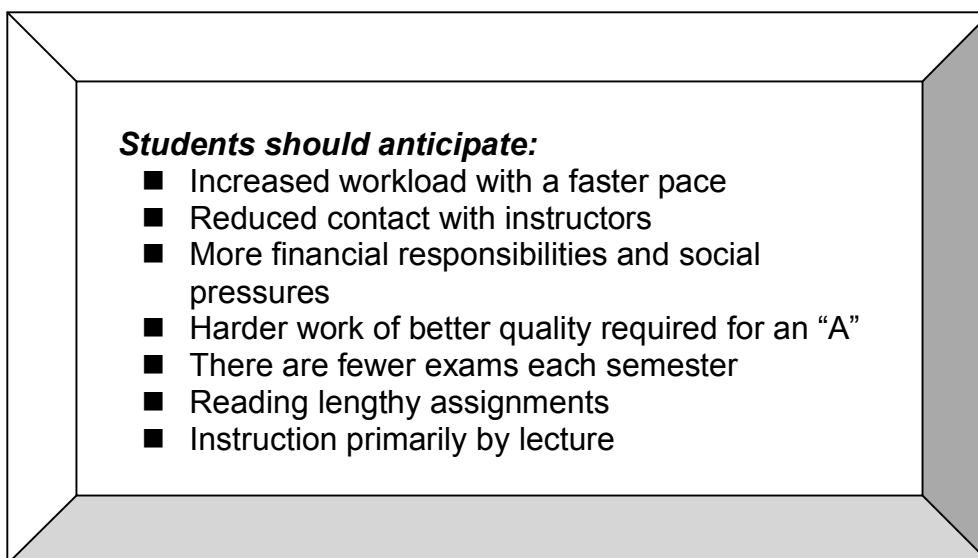 Students should anticipate:
■ Increased workload with a faster pace
■ Reduced contact with instructors
■ More financial responsibilities and social
pressures
■ Harder work of better quality required for an “A”
■ There are fewer exams each semester
■ Reading lengthy assignments
■ Instruction primarily by lecture